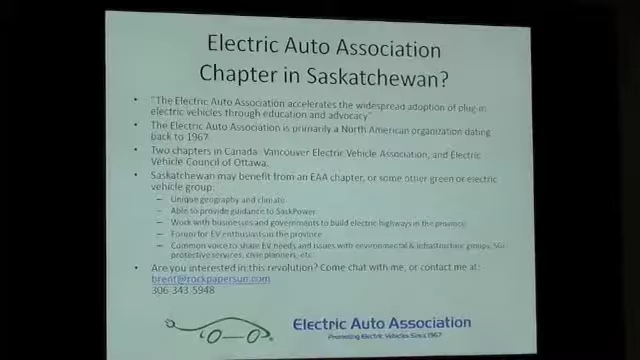 Electric Auto Association
Chapter in Saskatchewan?
• "The Electric Auto Association accelerates the widespread adoption of plug-in
electric vehicles through education and advocacy"
• The Electric Auto Association is primarily a North American organization dating
back to 1967.
• Two chapters in Canada: Vancouver Electric Vehicle Association, and Electric
Vehicle Council of Ottawa.
• Saskatchewan may benefit from an EAA chapter, or some other green or electric
vehicle group:
– Unique geography and climate
– Able to provide guidance to SaskPower
– Work with businesses and governments to build electric highways in the province
– Forum for EV enthusiasts in the province
– Common voice to share EV needs and issues with environmental & infrastructure groups,
protective services, civic planners, etc.
• Are you interested in this revolution? Come chat with me, or contact me at:
brent@rockpapersun.com
306-343-5948
Electric Auto Association
Promoting Electric Vehicles Since 1967